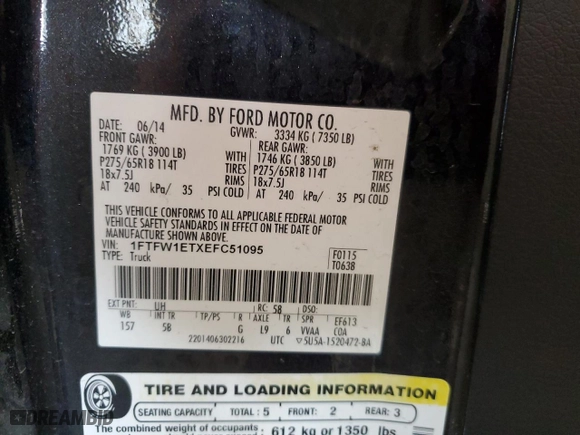 MFD. BY FORD MOTOR CO.
DATE: 06/14 GVWR: 3334 KG ( 7350 LB)
FRONT GAWR: REAR GAWR:
1769 KG ( 3900 LB) WITH 1746 KG ( 3850 LB) WITH
P275/65R18 114T TIRES P275/65R18 114T TIRES
18x7.5J RIMS 18x7.5J RIMS
AT 240 kPa/ 35 PSI COLD AT 240 kPa/ 35 PSI COLD
THIS VEHICLE CONFORMS TO ALL APPLICABLE FEDERAL MOTOR
VEHICLE SAFETY STANDARDS IN EFFECT ON THE DATE OF
MANUFACTURE SHOWN ABOVE.
VIN: 1FTFW1ETXEFC51095 F0115
TYPE: Truck T0638
EXT PNT: UH RC: 58 DSO:
WB INT TR TP/PS R AXLE TR SPR EF613
157 5B G L9 6 VVAA COA
2201406302216 UTC ▽5U5A-1520472-BA
TIRE AND LOADING INFORMATION
SEATING CAPACITY TOTAL : 5 FRONT: 2 REAR: 3
The combined weight of occupants 612 kg or 1350 lbs
DREAMBID